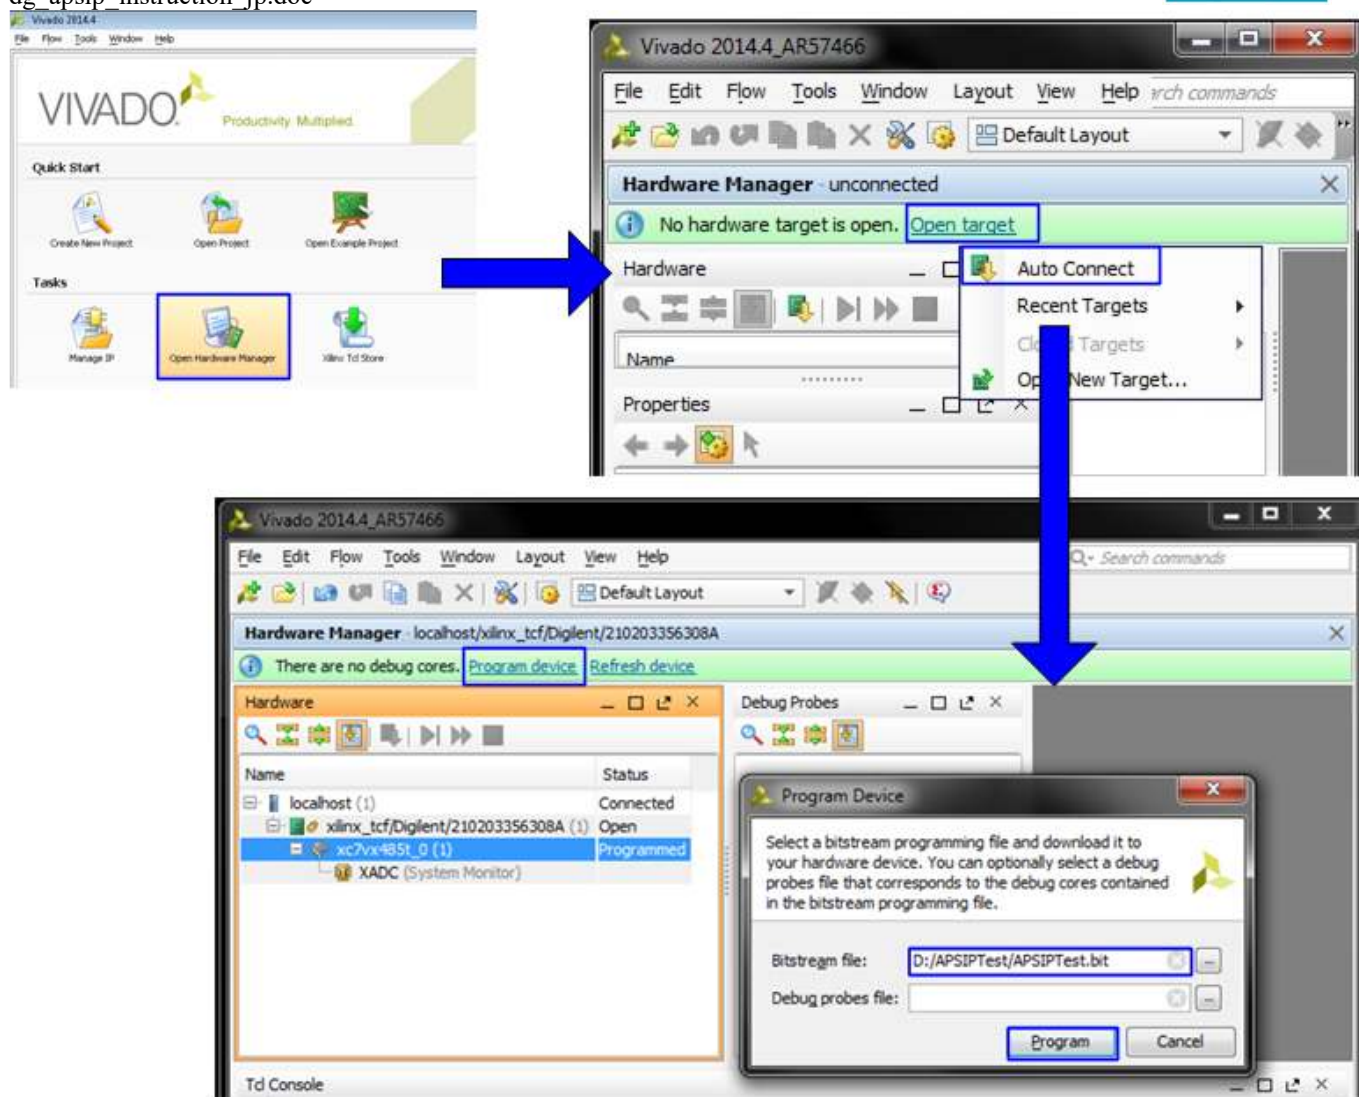 dg_apsip_instruction_jp.doc
Vivado 2014.4
File Flow Tools Window Help
VIVADO. Productivity. Multiplied.
Quick Start
Create New Project Open Project Open Example Project
Tasks
Manage IP Open Hardware Manager Xilinx Tcl Store
Vivado 2014.4_AR57466
File Edit Flow Tools Window Layout View Help rch commands
Default Layout
Hardware Manager - unconnected
No hardware target is open. Open target
Hardware
Auto Connect
Recent Targets
Targets
New Target...
Name
Properties
Vivado 2014.4_AR57466
File Edit Flow Tools Window Layout View Help Q- Search commands
Default Layout
Hardware Manager - localhost/xilinx_tcf/Digilent/210203356308A
There are no debug cores. Program device Refresh device
Hardware
Debug Probes
Name Status
localhost (1) Connected
xilinx_tcf/Digilent/210203356308A (1) Open
xc7vx485t_0 (1) Programmed
XADC (System Monitor)
Program Device
Select a bitstream programming file and download it to
your hardware device. You can optionally select a debug
probes file that corresponds to the debug cores contained
in the bitstream programming file.
Bitstream file: D:/APSIPTest/APSIPTest.bit ...
Debug probes file: ...
Program Cancel
Tcl Console